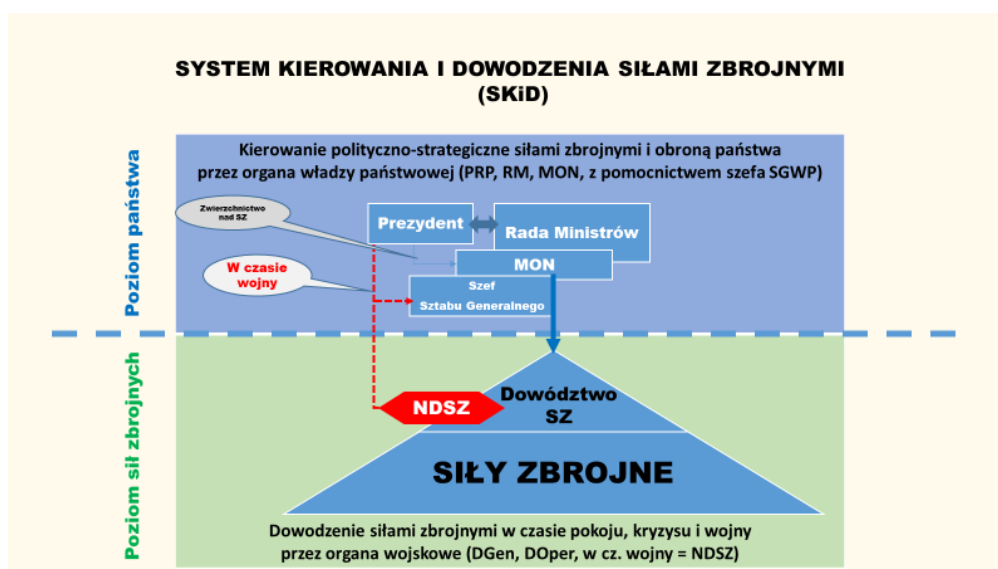 SYSTEM KIEROWANIA I DOWODZENIA SIŁAMI ZBROJNYMI
(SKiD)
Poziom państwa
Kierowanie polityczno-strategiczne siłami zbrojnymi i obroną państwa
przez organa władzy państwowej (PRP, RM, MON, z pomocnictwem szefa SGWP)
Zwierzchnictwo
nad SZ
Prezydent
Rada Ministrów
W czasie
wojny
MON
Szef
Sztabu Generalnego
Poziom sił zbrojnych
NDSZ
Dowództwo
SZ
SIŁY ZBROJNE
Dowodzenie siłami zbrojnymi w czasie pokoju, kryzysu i wojny
przez organa wojskowe (DGen, DOper, w cz. wojny = NDSZ)